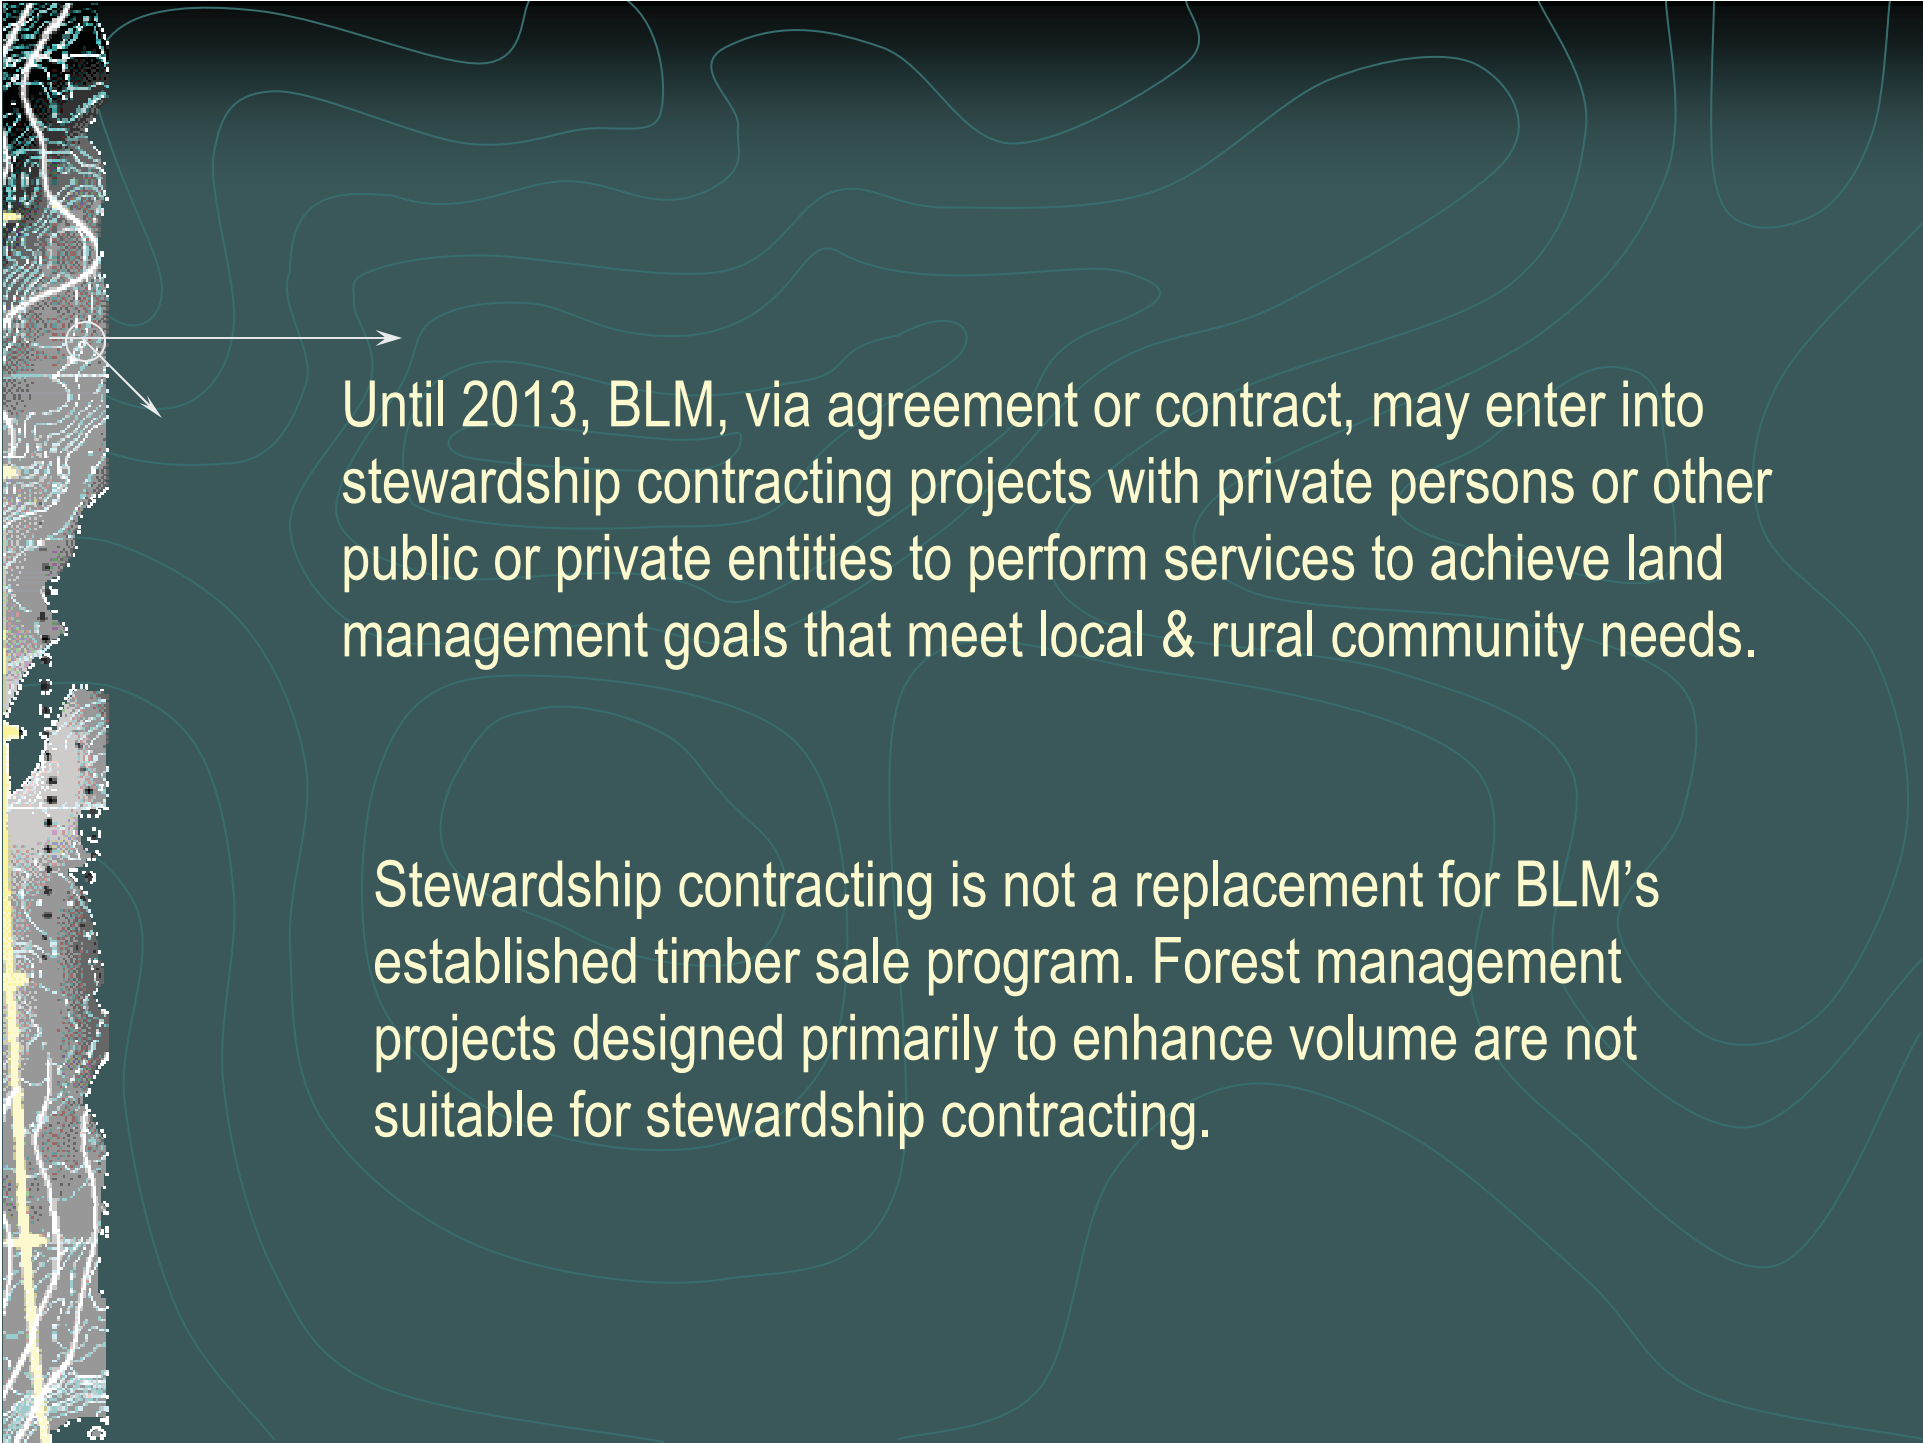 Until 2013, BLM, via agreement or contract, may enter into
stewardship contracting projects with private persons or other
public or private entities to perform services to achieve land
management goals that meet local & rural community needs.
Stewardship contracting is not a replacement for BLM’s
established timber sale program. Forest management
projects designed primarily to enhance volume are not
suitable for stewardship contracting.